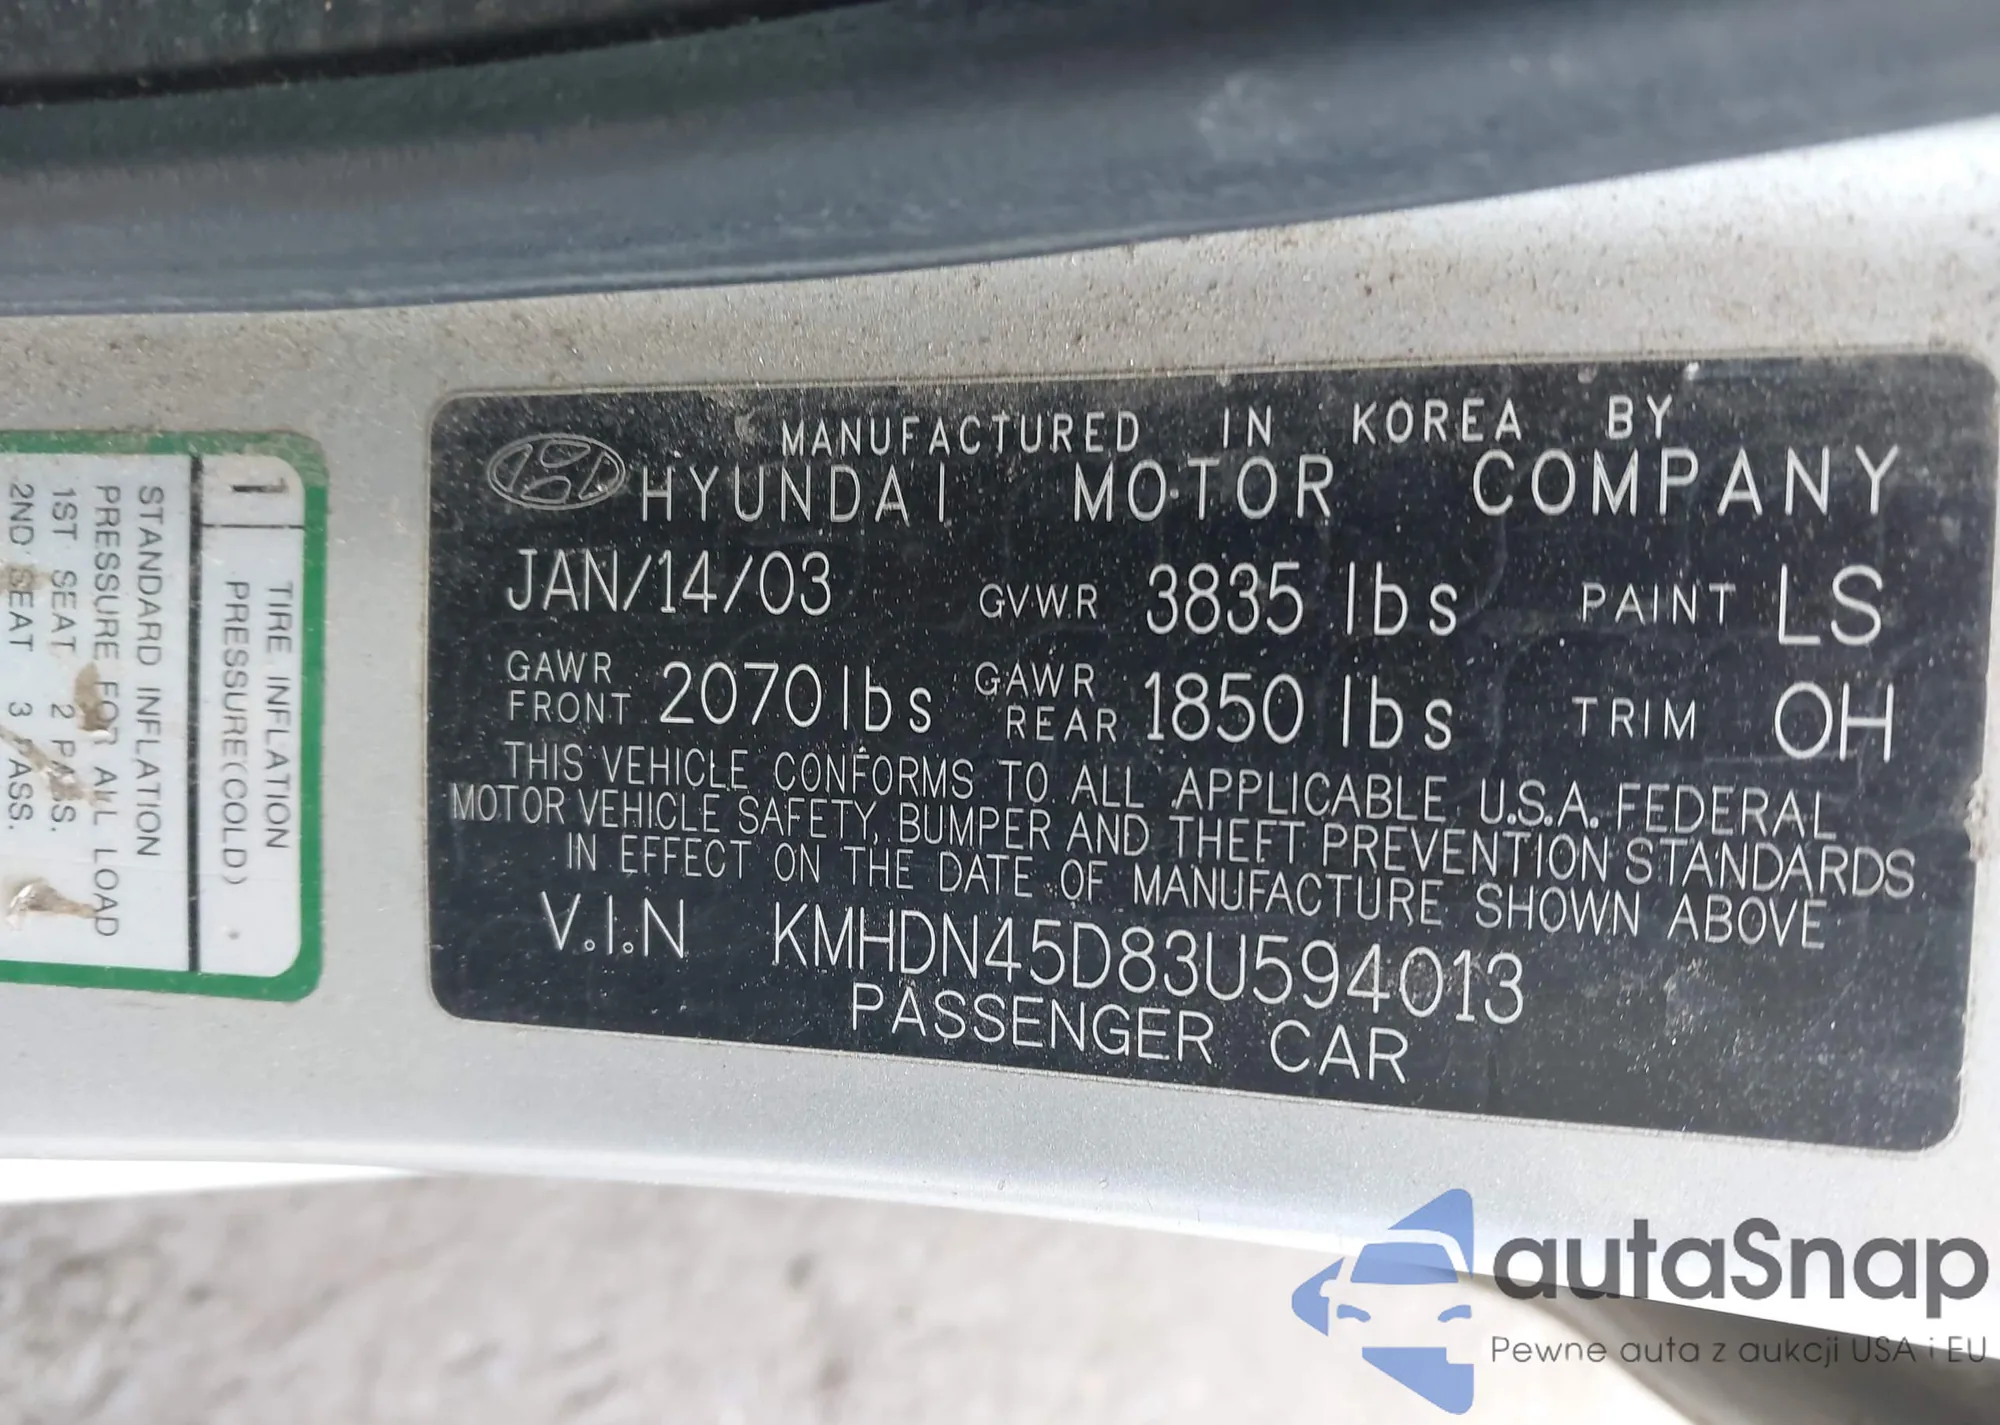 MANUFACTURED IN KOREA BY
HYUNDAI MOTOR COMPANY
JAN/14/03 GVWR 3835 lbs PAINT LS
GAWR FRONT 2070 lbs GAWR REAR 1850 lbs TRIM OH
THIS VEHICLE CONFORMS TO ALL APPLICABLE U.S.A. FEDERAL
MOTOR VEHICLE SAFETY, BUMPER AND THEFT PREVENTION STANDARDS
IN EFFECT ON THE DATE OF MANUFACTURE SHOWN ABOVE
V.I.N KMHDN45D83U594013
PASSENGER CAR
1
TIRE INFLATION
PRESSURE(COLD)
STANDARD INFLATION
PRESSURE FOR ALL LOAD
1ST SEAT 2 PASS.
2ND SEAT 3 PASS.
autaSnap
Pewne auta z aukcji USA i EU